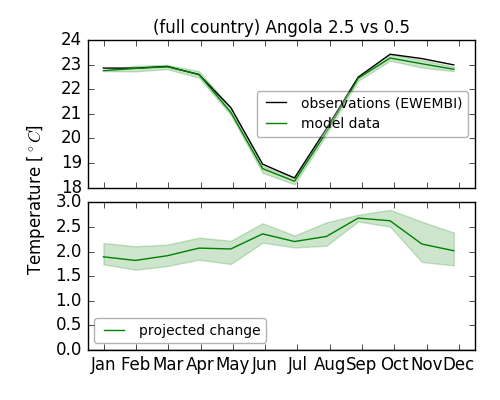 (full country) Angola 2.5 vs 0.5
24
23
22
21
20
19
18
observations (EWEMBI)
model data
Temperature [°C]
3.0
2.5
2.0
1.5
1.0
0.5
0.0
projected change
Jan Feb Mar Apr May Jun Jul Aug Sep Oct Nov Dec